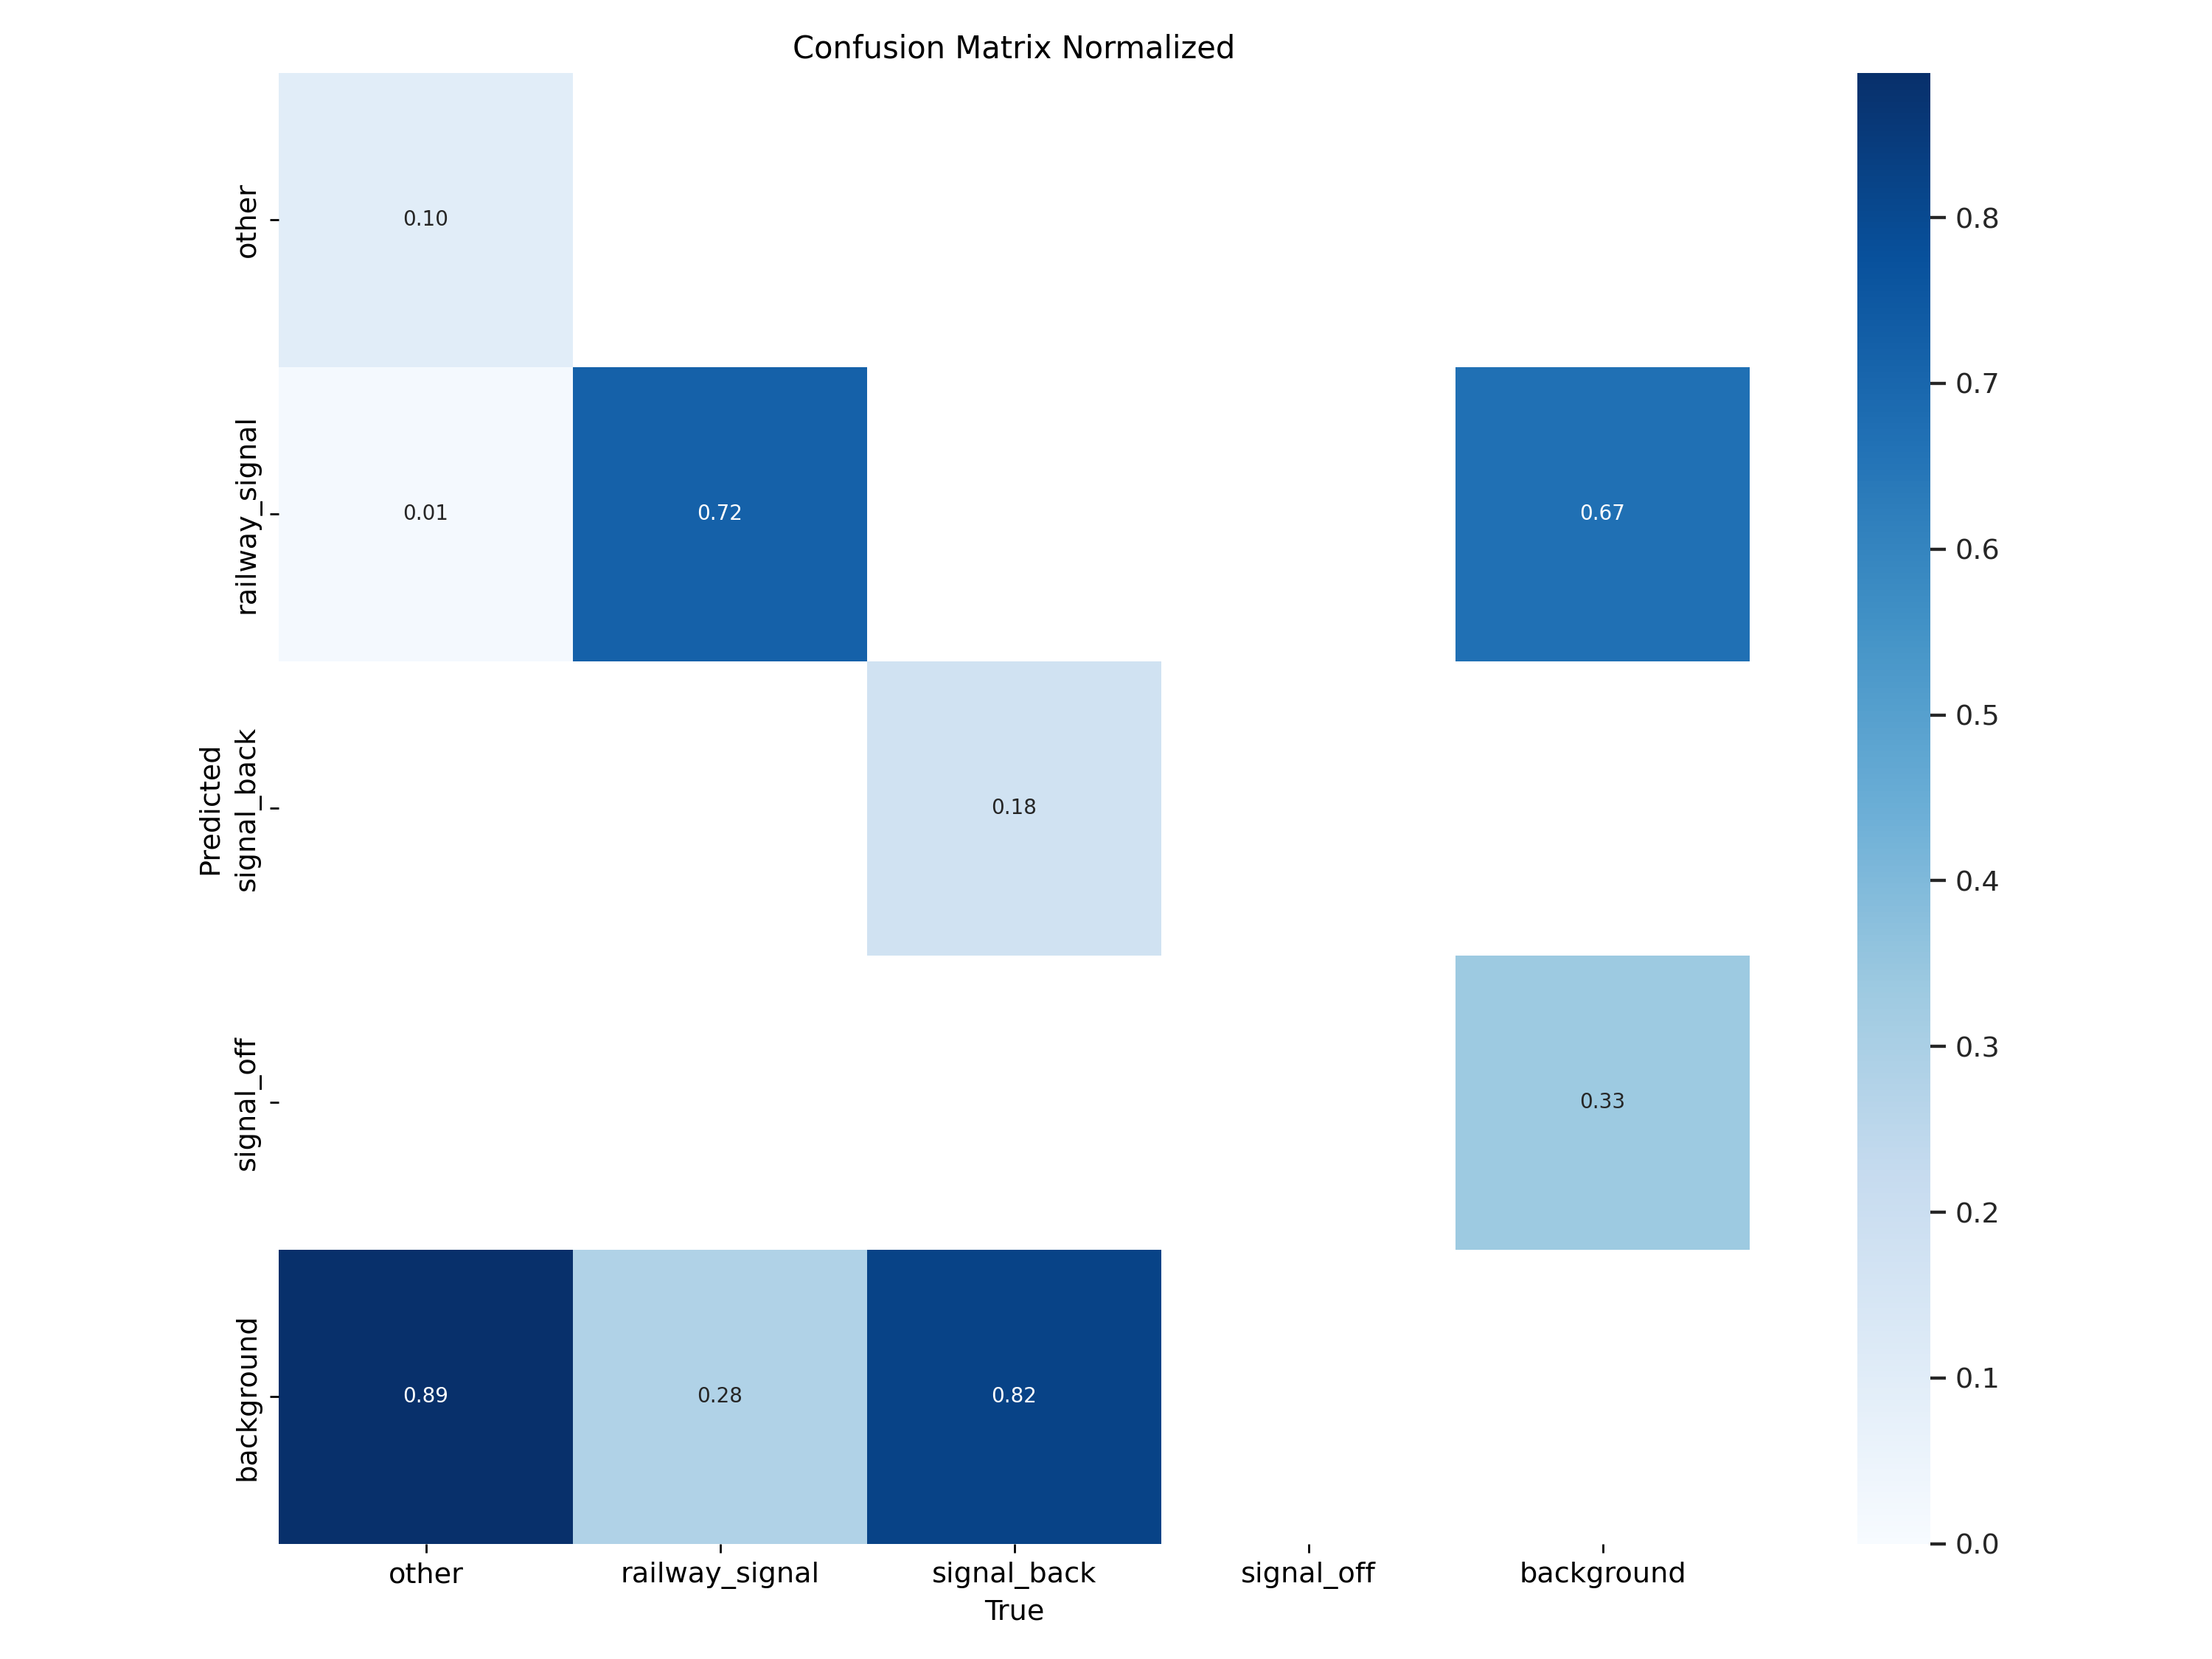 Confusion Matrix Normalized
Predicted
other
railway_signal
signal_back
signal_off
background
0.10
0.01
0.72
0.67
0.18
0.33
0.89
0.28
0.82
other
railway_signal
signal_back
signal_off
background
True
0.8
0.7
0.6
0.5
0.4
0.3
0.2
0.1
0.0